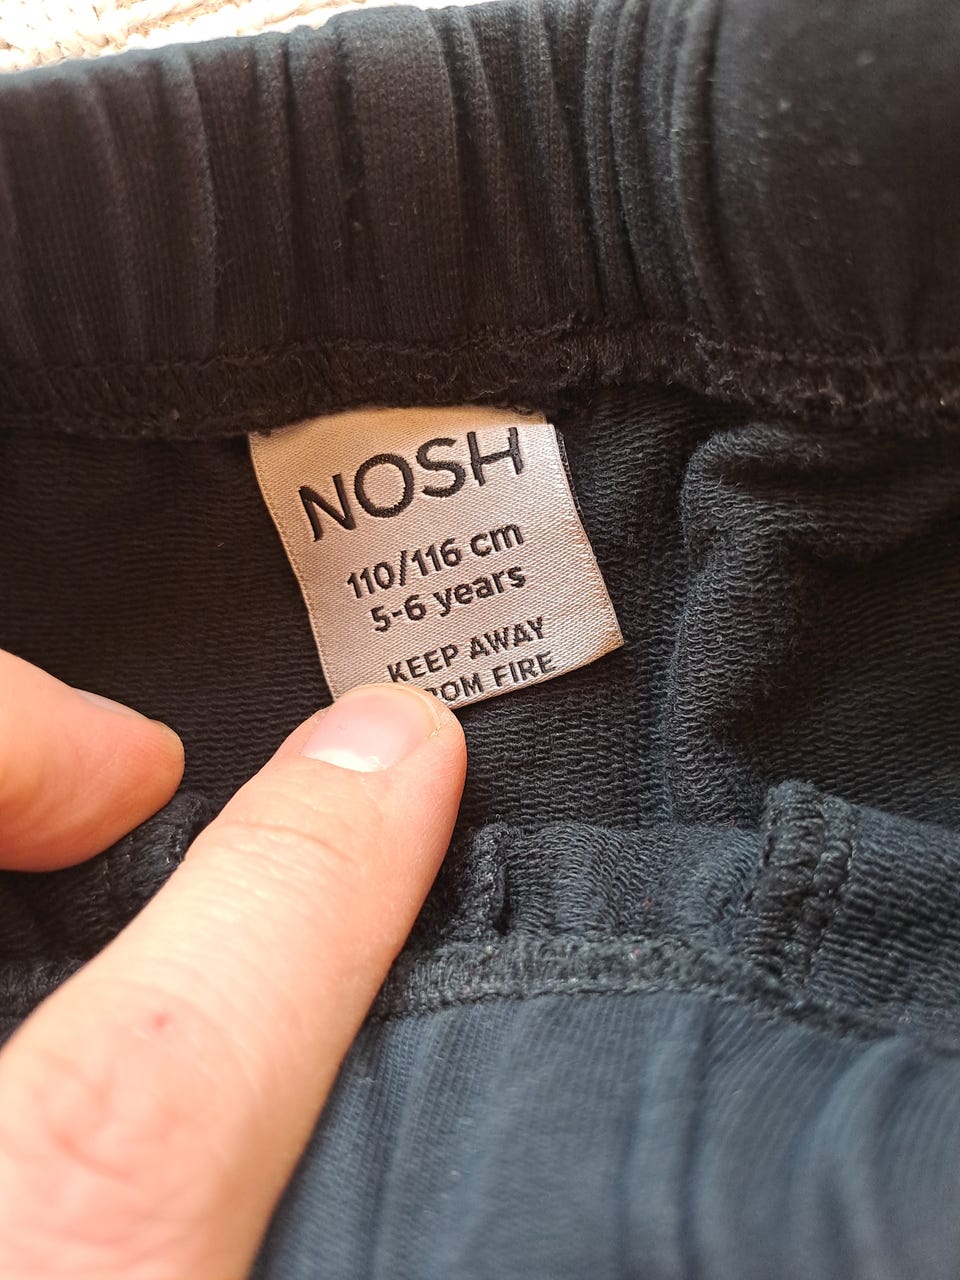 NOSH
110/116 cm
5-6 years
KEEP AWAY
FIRE